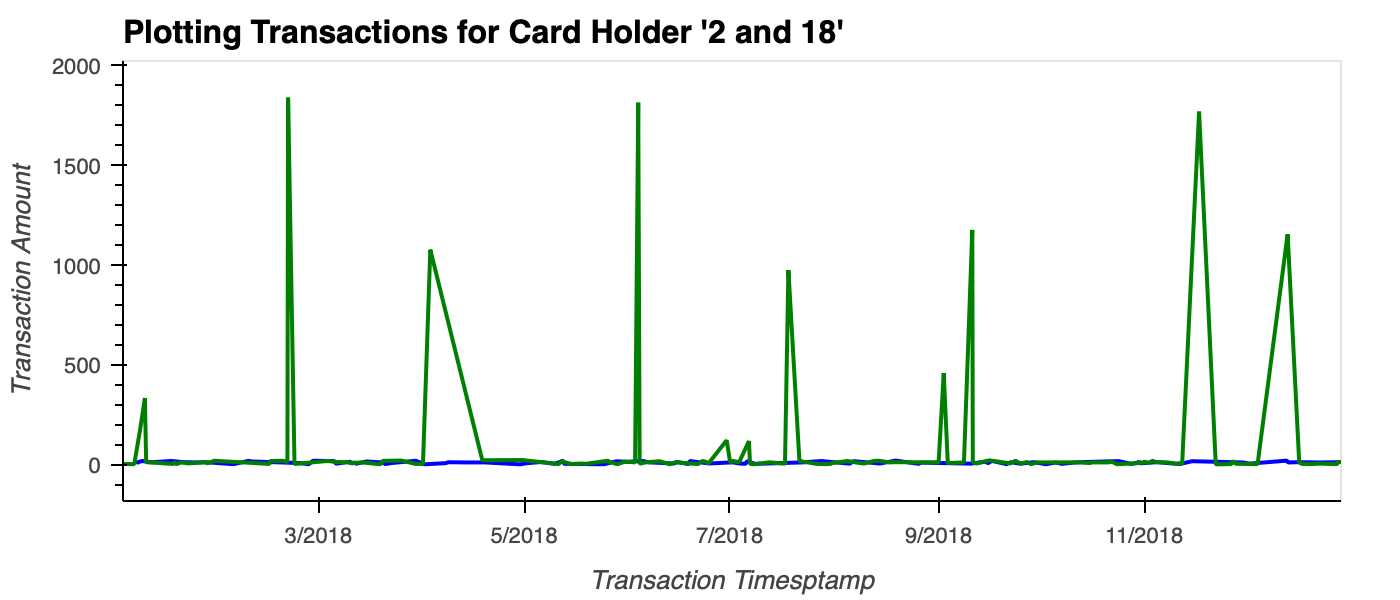 Plotting Transactions for Card Holder '2 and 18'
2000
1500
1000
500
0
Transaction Amount
3/2018 5/2018 7/2018 9/2018 11/2018
Transaction Timesptamp